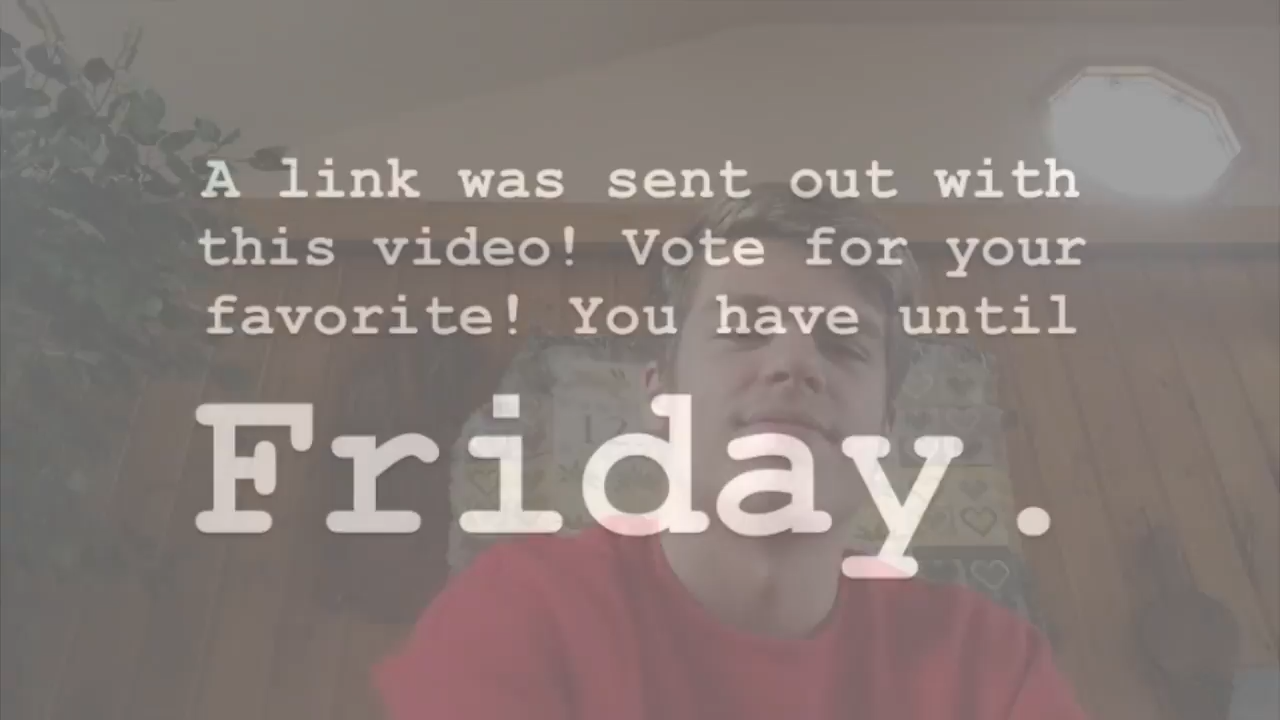 A link was sent out with
this video! Vote for your
favorite! You have until
Friday.